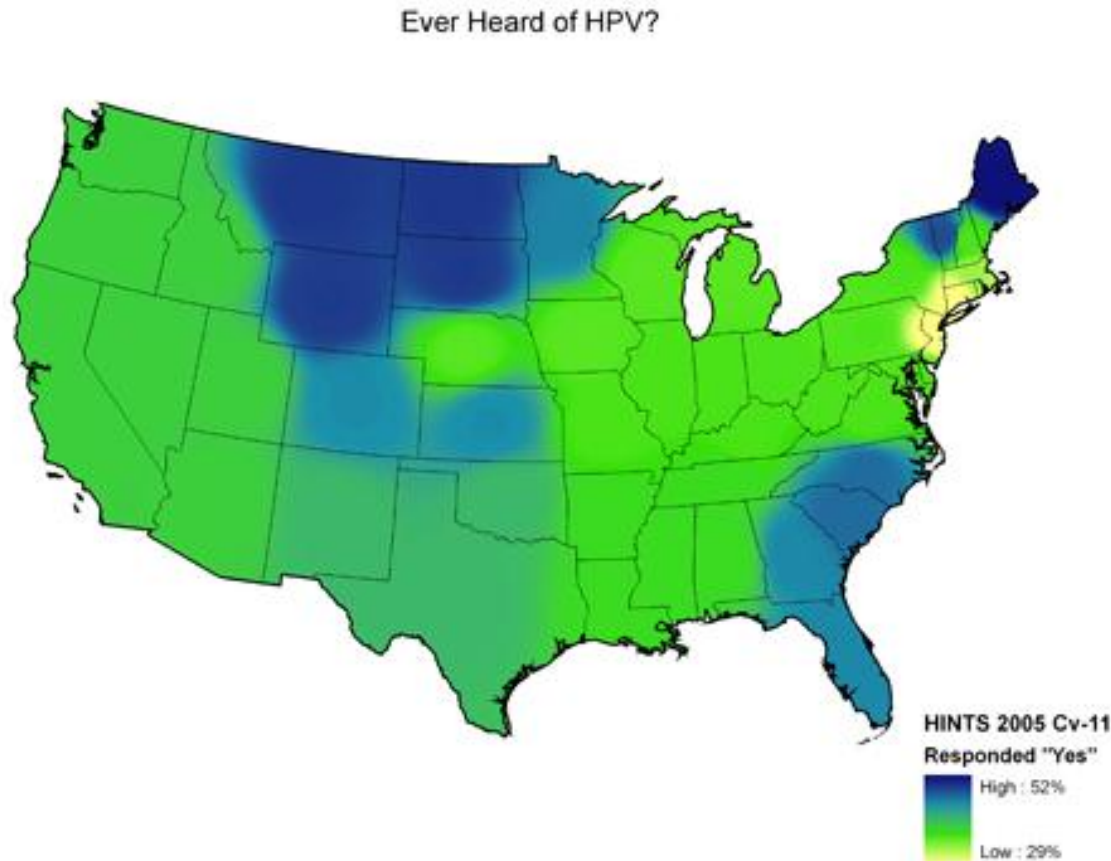 Ever Heard of HPV?
HINTS 2005 Cv-11
Responded "Yes"
High : 52%
Low : 29%